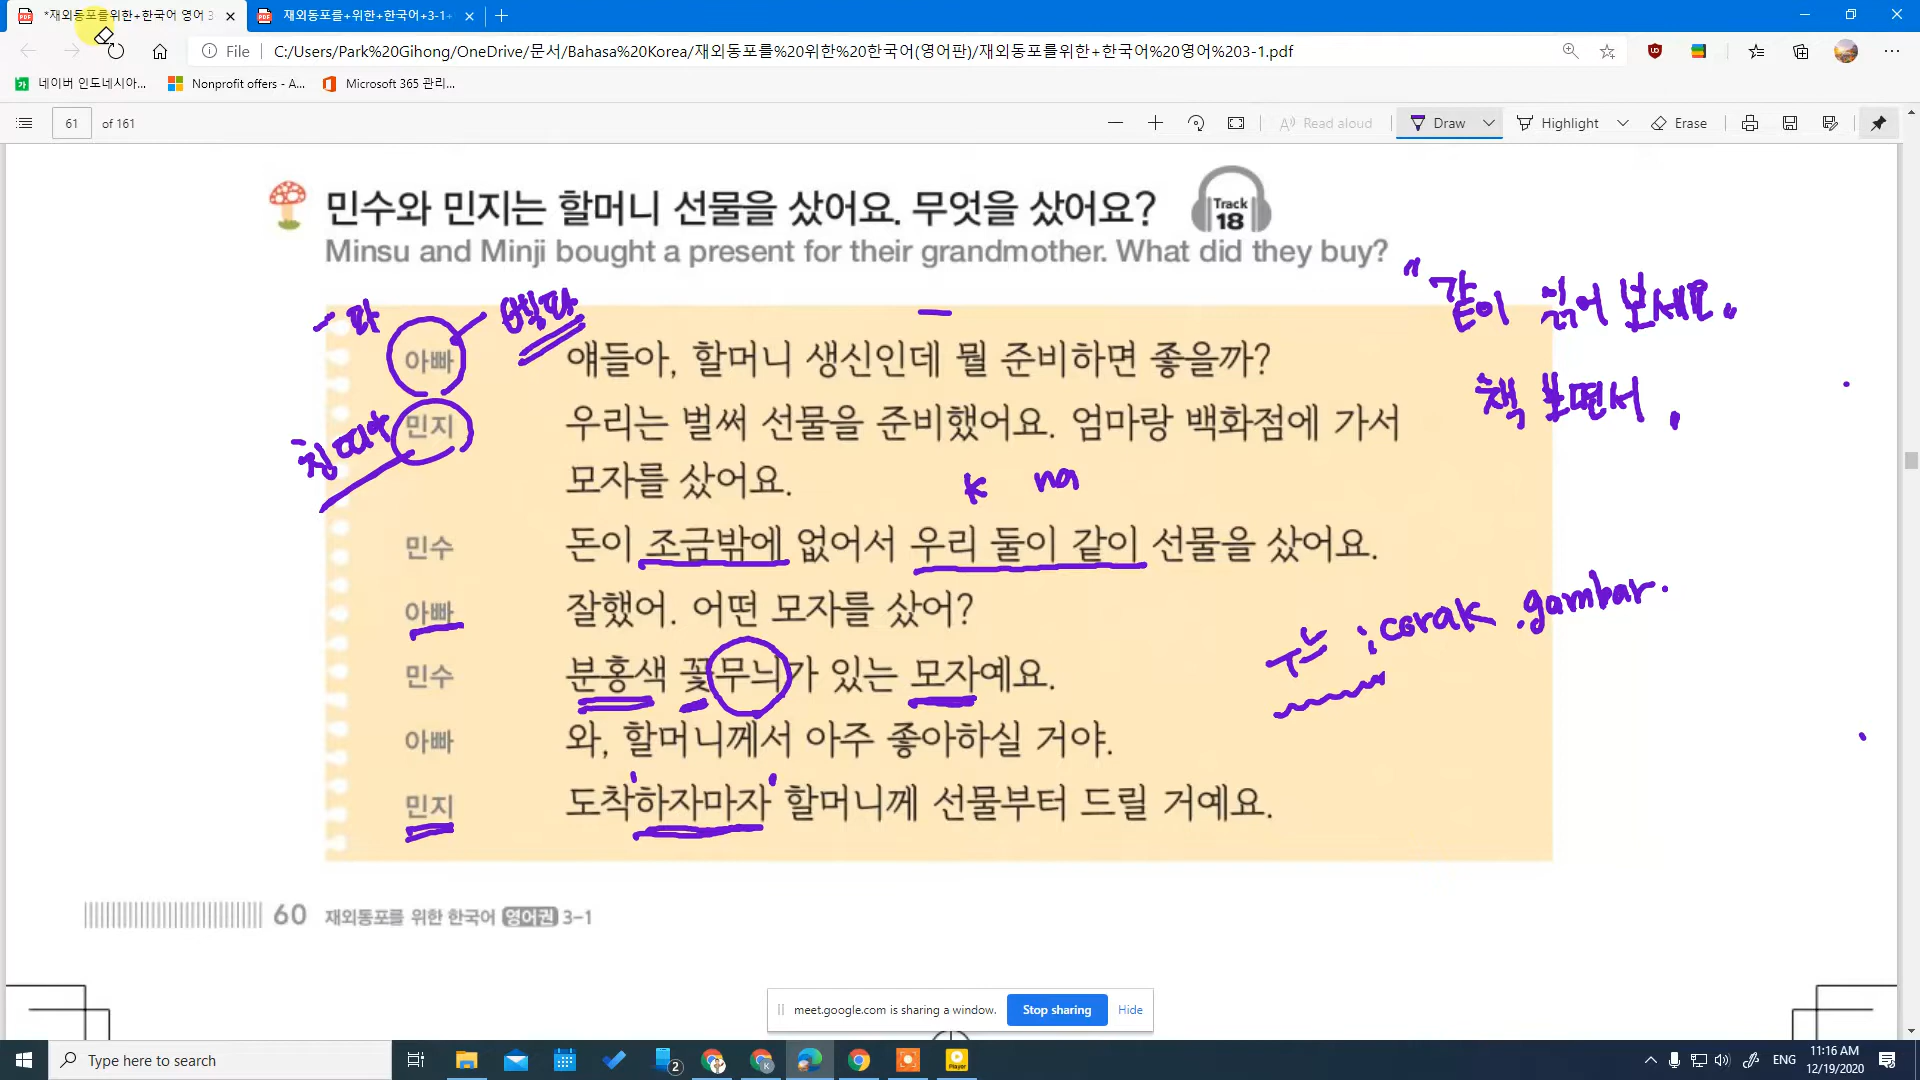 *재외동포를위한+한국어 영어 3
재외동포를+위한+한국어+3-1+
File C:/Users/Park%20Gihong/OneDrive/문서/Bahasa%20Korea/재외동포를%20위한%20한국어(영어판)/재외동포를위한+한국어%20영어%203-1.pdf
네이버 인도네시아... Nonprofit offers - A... Microsoft 365 관리...
61 of 161 Read aloud Draw Highlight Erase
민수와 민지는 할머니 선물을 샀어요. 무엇을 샀어요? Track 18
Minsu and Minji bought a present for their grandmother. What did they buy?
"같이 읽어 보세요.
책 보면서.
아빠 얘들아, 할머니 생신인데 뭘 준비하면 좋을까?
민지 우리는 벌써 선물을 준비했어요. 엄마랑 백화점에 가서
모자를 샀어요.
k na
민수 돈이 조금밖에 없어서 우리 둘이 같이 선물을 샀어요.
아빠 잘했어. 어떤 모자를 샀어?
: corak. gambar.
민수 분홍색 꽃무늬가 있는 모자예요.
아빠 와, 할머니께서 아주 좋아하실 거야.
민지 도착하자마자 할머니께 선물부터 드릴 거예요.
60 재외동포를 위한 한국어 영어권 3-1
meet.google.com is sharing a window. Stop sharing Hide
Type here to search
2
K
Player
ENG
11:16 AM
12/19/2020